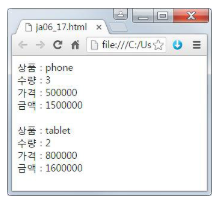 ja06_17.html
file:///C:/Us
상품 : phone
수량 : 3
가격 : 500000
금액 : 1500000
상품 : tablet
수량 : 2
가격 : 800000
금액 : 1600000